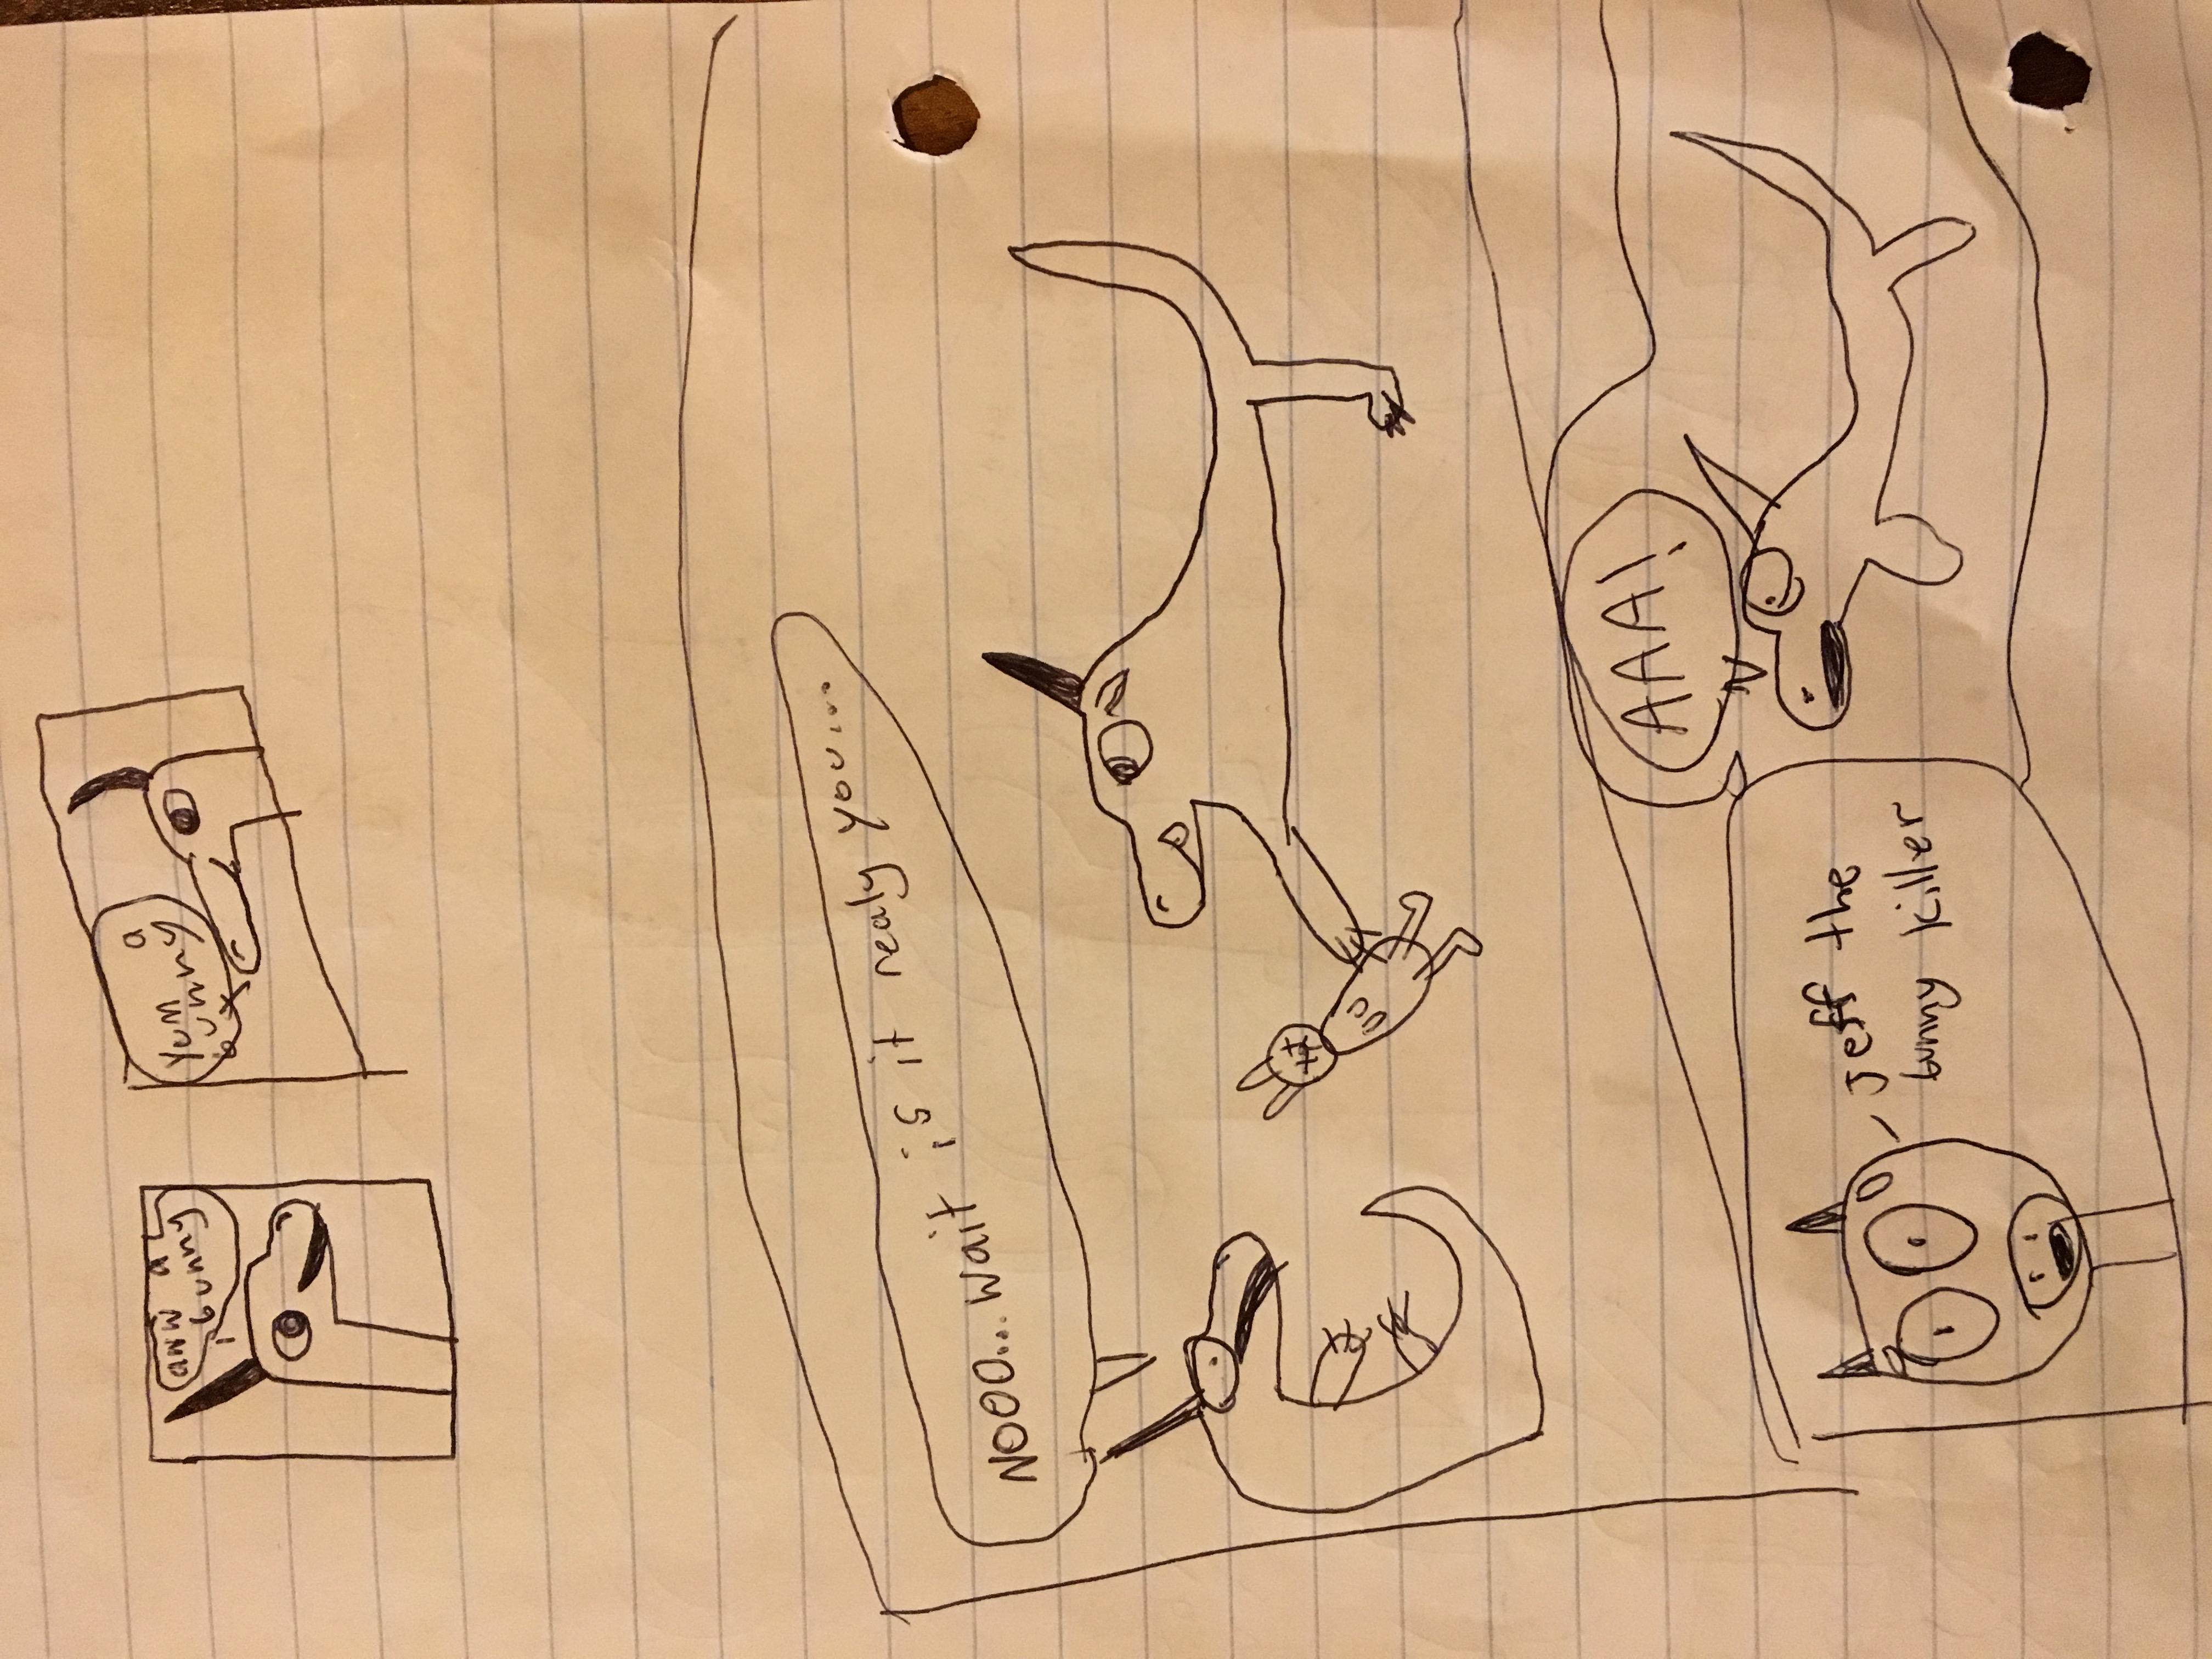 aww a
bunny
yum a
bunny
NOOO... wait is it realy you...
AAA!
Jeff the
bunny killer